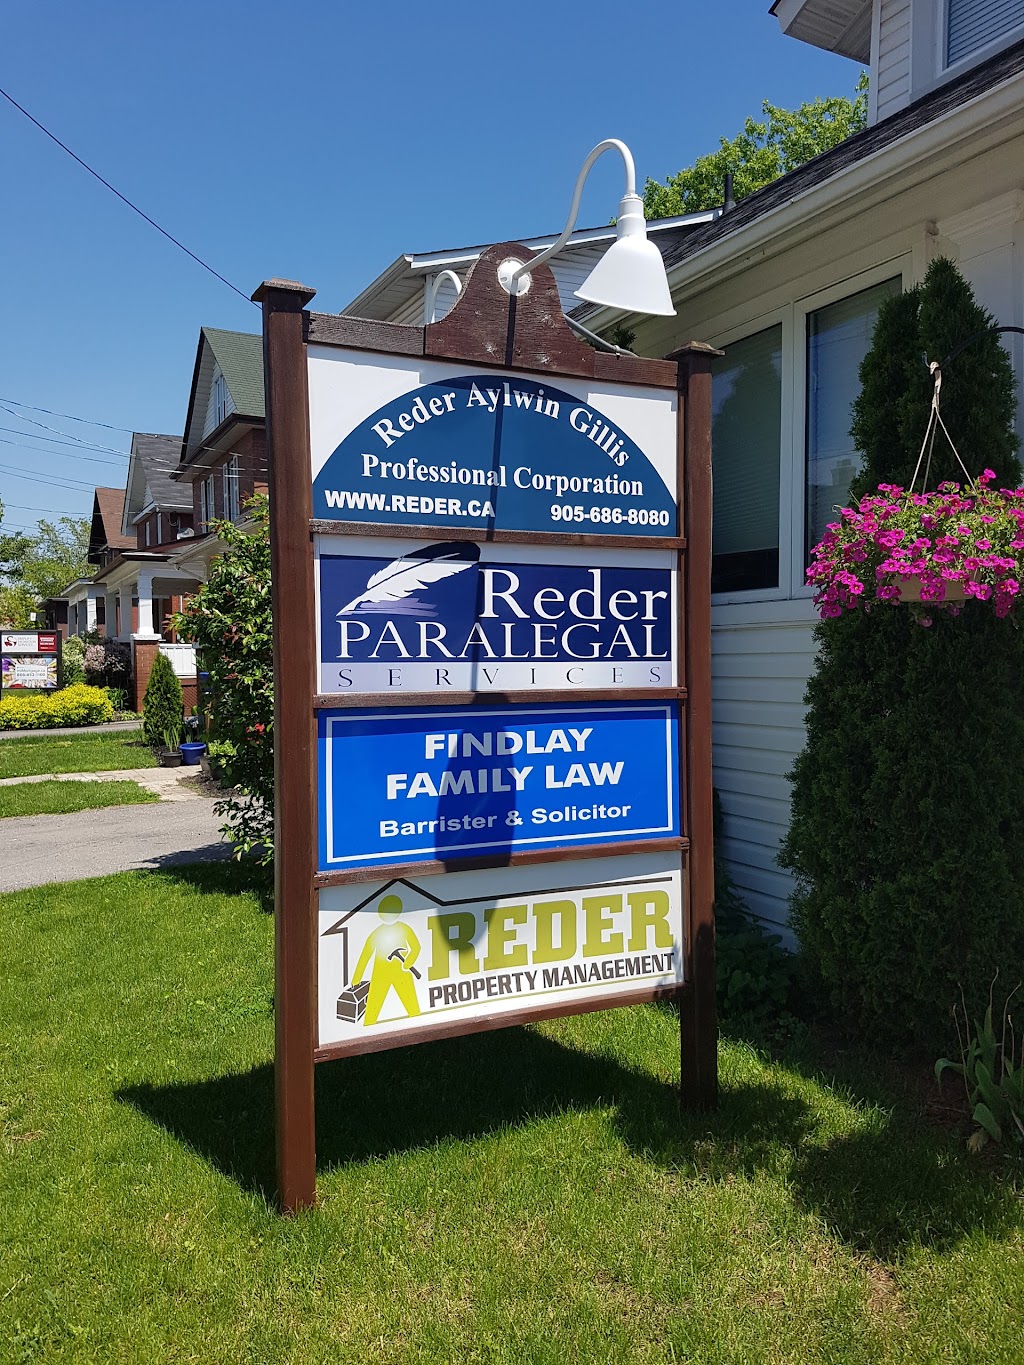 Reder Aylwin Gillis
Professional Corporation
WWW.REDER.CA 905-686-8080
Reder
PARALEGAL
SERVICES
FINDLAY
FAMILY LAW
Barrister & Solicitor
REDER
PROPERTY MANAGEMENT